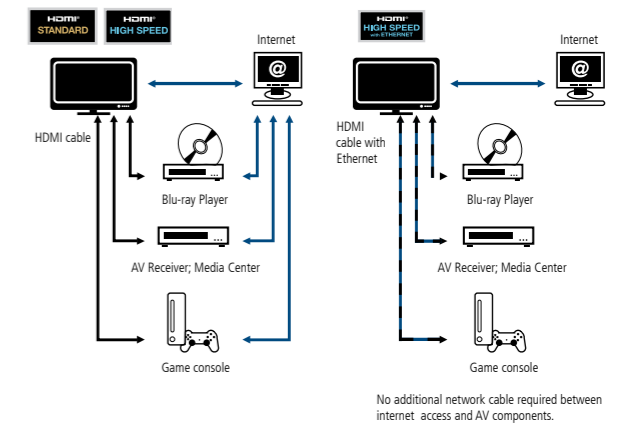 HDMI®
STANDARD
HDMI®
HIGH SPEED
Internet
@
HDMI cable
Blu-ray Player
AV Receiver; Media Center
Game console
HDMI®
HIGH SPEED
with ETHERNET
Internet
@
HDMI
cable with
Ethernet
Blu-ray Player
AV Receiver; Media Center
Game console
No additional network cable required between
internet access and AV components.